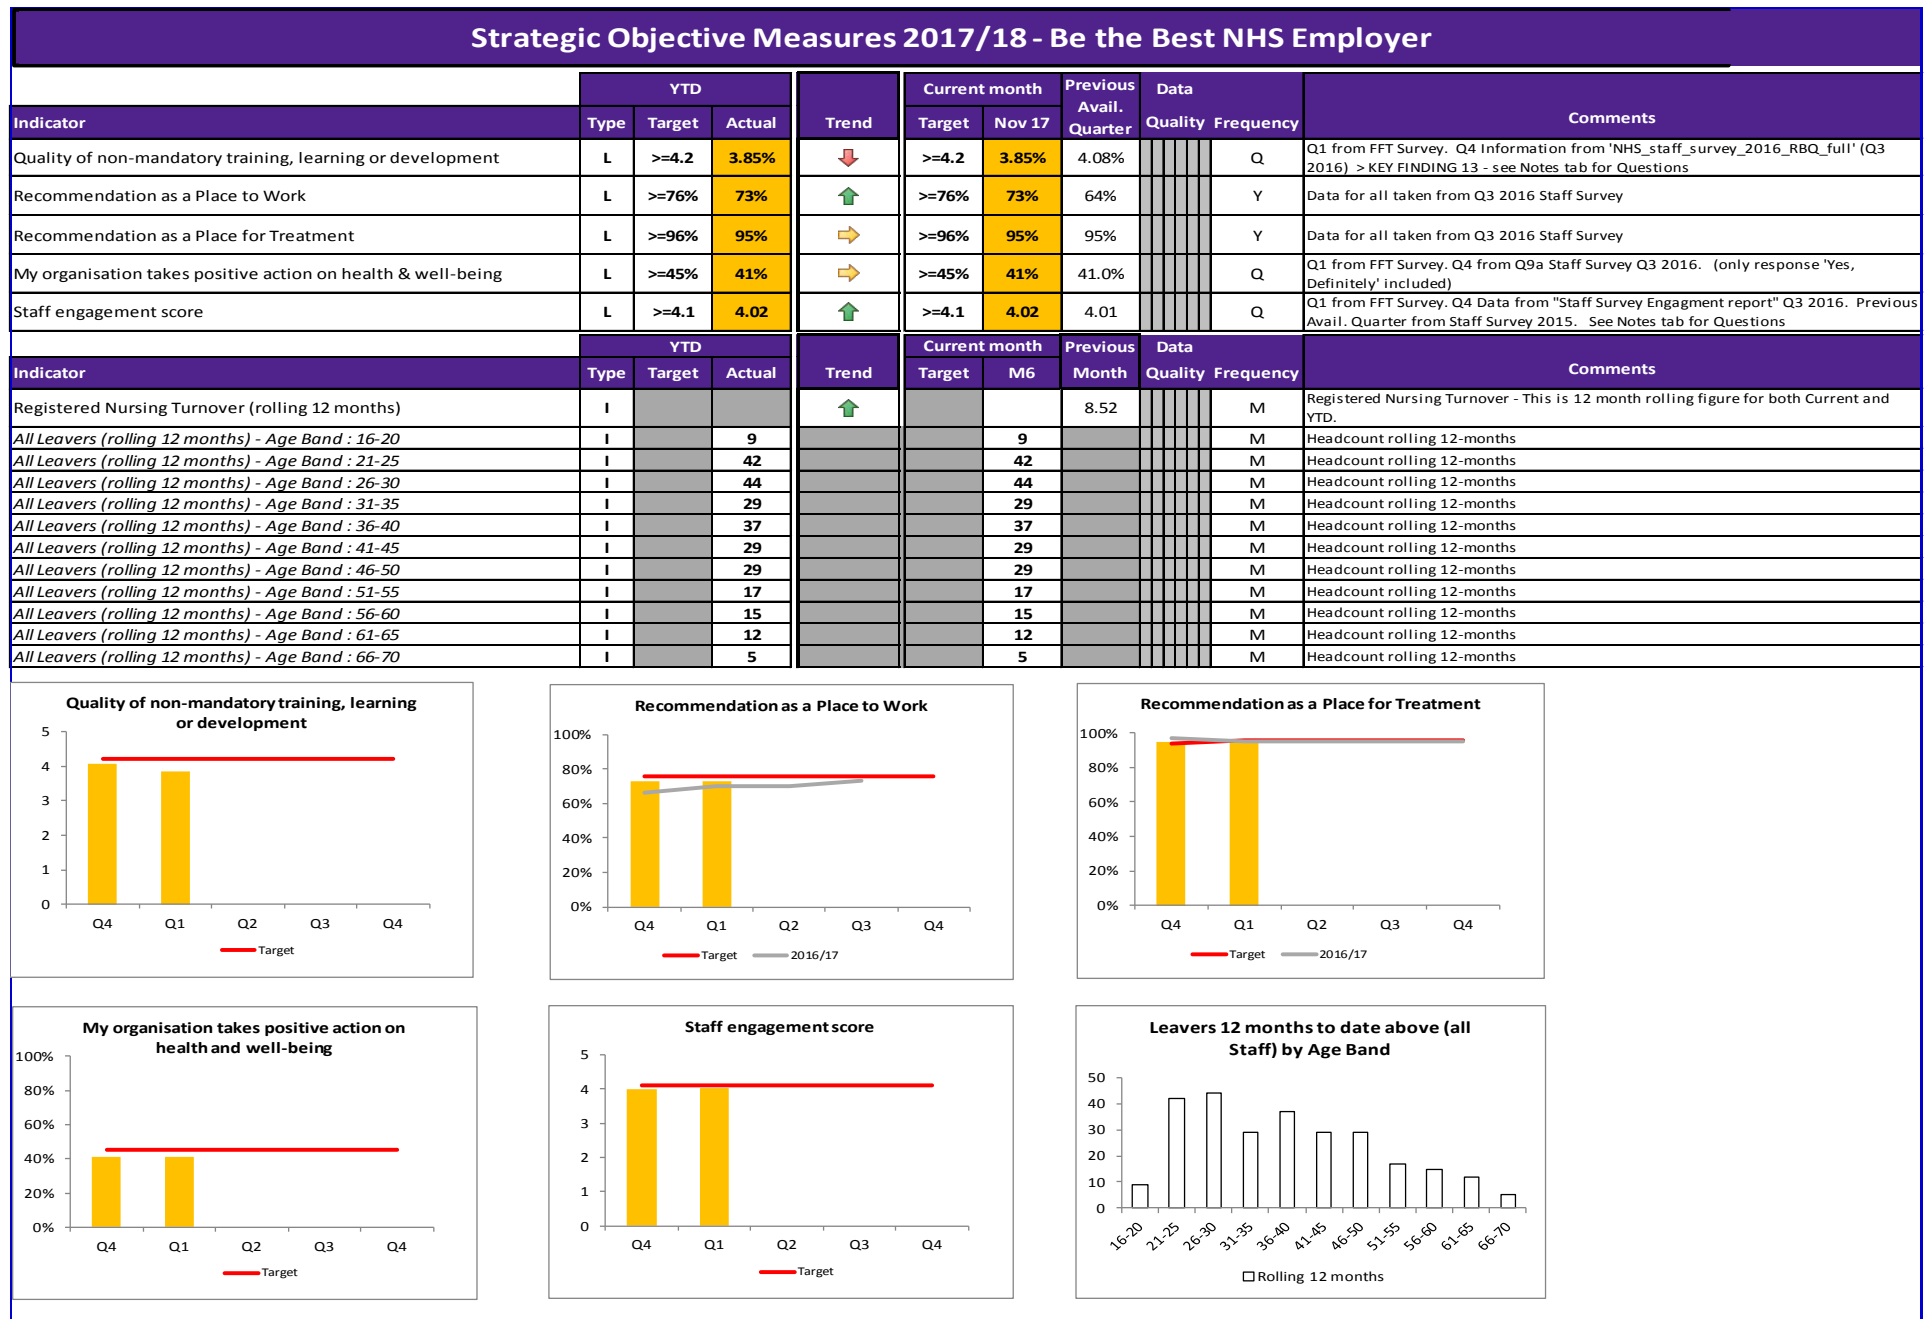 Strategic Objective Measures 2017/18 - Be the Best NHS Employer
YTD Current month Previous Data
Avail.
Indicator Type Target Actual Trend Target Nov 17 Quarter Quality Frequency Comments
Quality of non-mandatory training, learning or development L >=4.2 3.85% >=4.2 3.85% 4.08% Q Q1 from FFT Survey. Q4 Information from 'NHS_staff_survey_2016_RBQ_full' (Q3
2016) > KEY FINDING 13 - see Notes tab for Questions
Recommendation as a Place to Work L >=76% 73% >=76% 73% 64% Y Data for all taken from Q3 2016 Staff Survey
Recommendation as a Place for Treatment L >=96% 95% >=96% 95% 95% Y Data for all taken from Q3 2016 Staff Survey
My organisation takes positive action on health & well-being L >=45% 41% >=45% 41% 41.0% Q Q1 from FFT Survey. Q4 from Q9a Staff Survey Q3 2016. (only response 'Yes,
Definitely' included)
Staff engagement score L >=4.1 4.02 >=4.1 4.02 4.01 Q Q1 from FFT Survey. Q4 Data from "Staff Survey Engagment report" Q3 2016. Previous
Avail. Quarter from Staff Survey 2015. See Notes tab for Questions
YTD Current month Previous Data
Indicator Type Target Actual Trend Target M6 Month Quality Frequency Comments
Registered Nursing Turnover (rolling 12 months) I 8.52 M Registered Nursing Turnover - This is 12 month rolling figure for both Current and
YTD.
All Leavers (rolling 12 months) - Age Band : 16-20 I 9 9 M Headcount rolling 12-months
All Leavers (rolling 12 months) - Age Band : 21-25 I 42 42 M Headcount rolling 12-months
All Leavers (rolling 12 months) - Age Band : 26-30 I 44 44 M Headcount rolling 12-months
All Leavers (rolling 12 months) - Age Band : 31-35 I 29 29 M Headcount rolling 12-months
All Leavers (rolling 12 months) - Age Band : 36-40 I 37 37 M Headcount rolling 12-months
All Leavers (rolling 12 months) - Age Band : 41-45 I 29 29 M Headcount rolling 12-months
All Leavers (rolling 12 months) - Age Band : 46-50 I 29 29 M Headcount rolling 12-months
All Leavers (rolling 12 months) - Age Band : 51-55 I 17 17 M Headcount rolling 12-months
All Leavers (rolling 12 months) - Age Band : 56-60 I 15 15 M Headcount rolling 12-months
All Leavers (rolling 12 months) - Age Band : 61-65 I 12 12 M Headcount rolling 12-months
All Leavers (rolling 12 months) - Age Band : 66-70 I 5 5 M Headcount rolling 12-months
Quality of non-mandatory training, learning
or development
5
4
3
2
1
0
Q4 Q1 Q2 Q3 Q4
Target
Recommendation as a Place to Work
100%
80%
60%
40%
20%
0%
Q4 Q1 Q2 Q3 Q4
Target 2016/17
Recommendation as a Place for Treatment
100%
80%
60%
40%
20%
0%
Q4 Q1 Q2 Q3 Q4
Target 2016/17
My organisation takes positive action on
health and well-being
100%
80%
60%
40%
20%
0%
Q4 Q1 Q2 Q3 Q4
Target
Staff engagement score
5
4
3
2
1
0
Q4 Q1 Q2 Q3 Q4
Target
Leavers 12 months to date above (all
Staff) by Age Band
50
40
30
20
10
0
16-20 21-25 26-30 31-35 36-40 41-45 46-50 51-55 56-60 61-65 66-70
Rolling 12 months